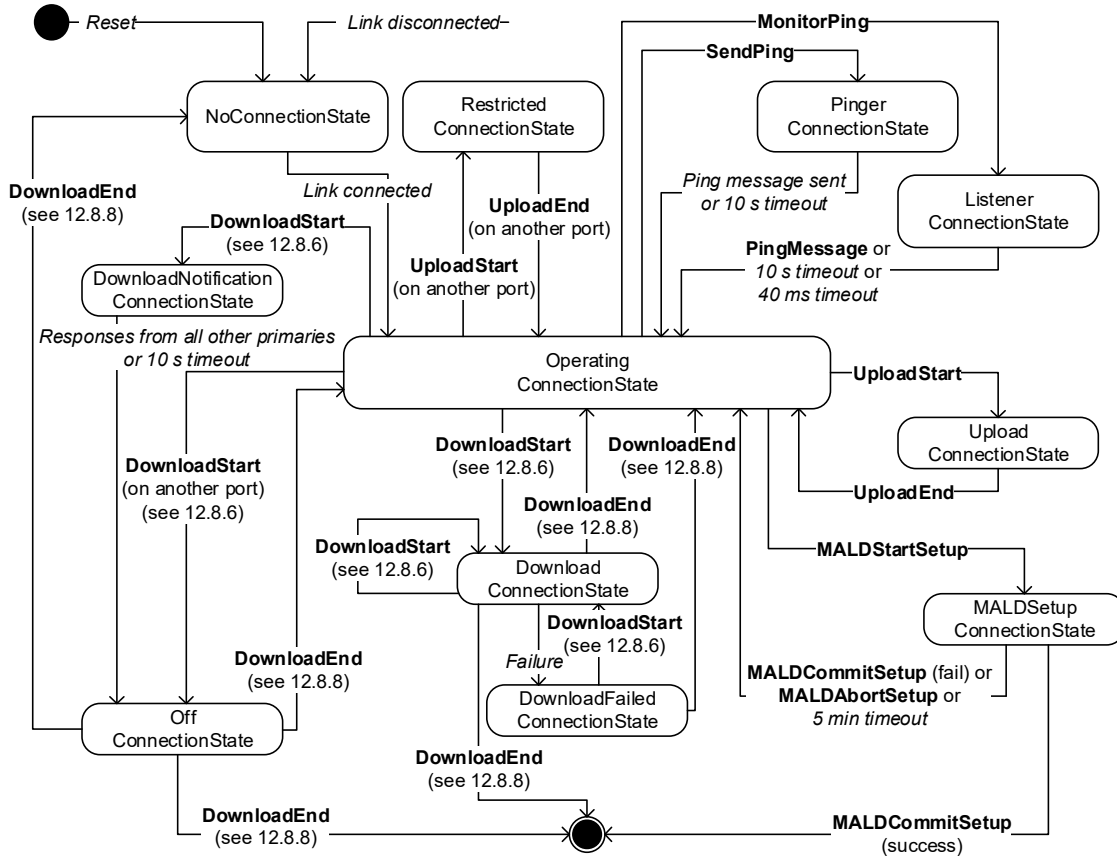 Reset
Link disconnected
MonitorPing
SendPing
NoConnectionState
Restricted
ConnectionState
Pinger
ConnectionState
DownloadEnd
(see 12.8.8)
Link connected
Ping message sent
or 10 s timeout
Listener
ConnectionState
DownloadStart
(see 12.8.6)
UploadEnd
(on another port)
UploadStart
(on another port)
PingMessage or
10 s timeout or
40 ms timeout
DownloadNotification
ConnectionState
Responses from all other primaries
or 10 s timeout
Operating
ConnectionState
UploadStart
DownloadStart
(on another port)
(see 12.8.6)
DownloadStart
(see 12.8.6)
DownloadEnd
(see 12.8.8)
Upload
ConnectionState
UploadEnd
DownloadEnd
(see 12.8.8)
DownloadStart
(see 12.8.6)
MALDStartSetup
Download
ConnectionState
MALDSetup
ConnectionState
DownloadStart
(see 12.8.6)
Failure
DownloadEnd
(see 12.8.8)
MALDCommitSetup (fail) or
MALDAbortSetup or
5 min timeout
DownloadFailed
ConnectionState
Off
ConnectionState
DownloadEnd
(see 12.8.8)
DownloadEnd
(see 12.8.8)
MALDCommitSetup
(success)